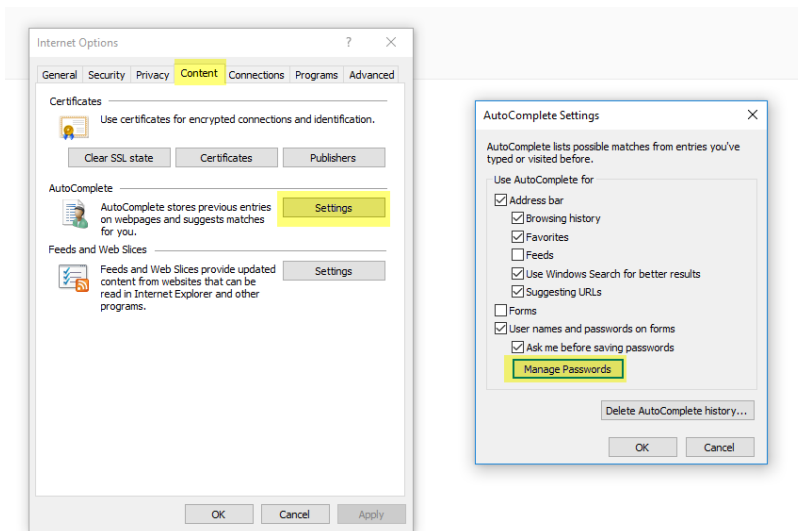 Internet Options
General Security Privacy Content Connections Programs Advanced
Certificates
Use certificates for encrypted connections and identification.
Clear SSL state Certificates Publishers
AutoComplete
AutoComplete stores previous entries
on webpages and suggests matches
for you.
Settings
Feeds and Web Slices
Feeds and Web Slices provide updated
content from websites that can be
read in Internet Explorer and other
programs.
Settings
OK Cancel Apply
AutoComplete Settings
AutoComplete lists possible matches from entries you've
typed or visited before.
Use AutoComplete for
Address bar
Browsing history
Favorites
Feeds
Use Windows Search for better results
Suggesting URLs
Forms
User names and passwords on forms
Ask me before saving passwords
Manage Passwords
Delete AutoComplete history...
OK Cancel